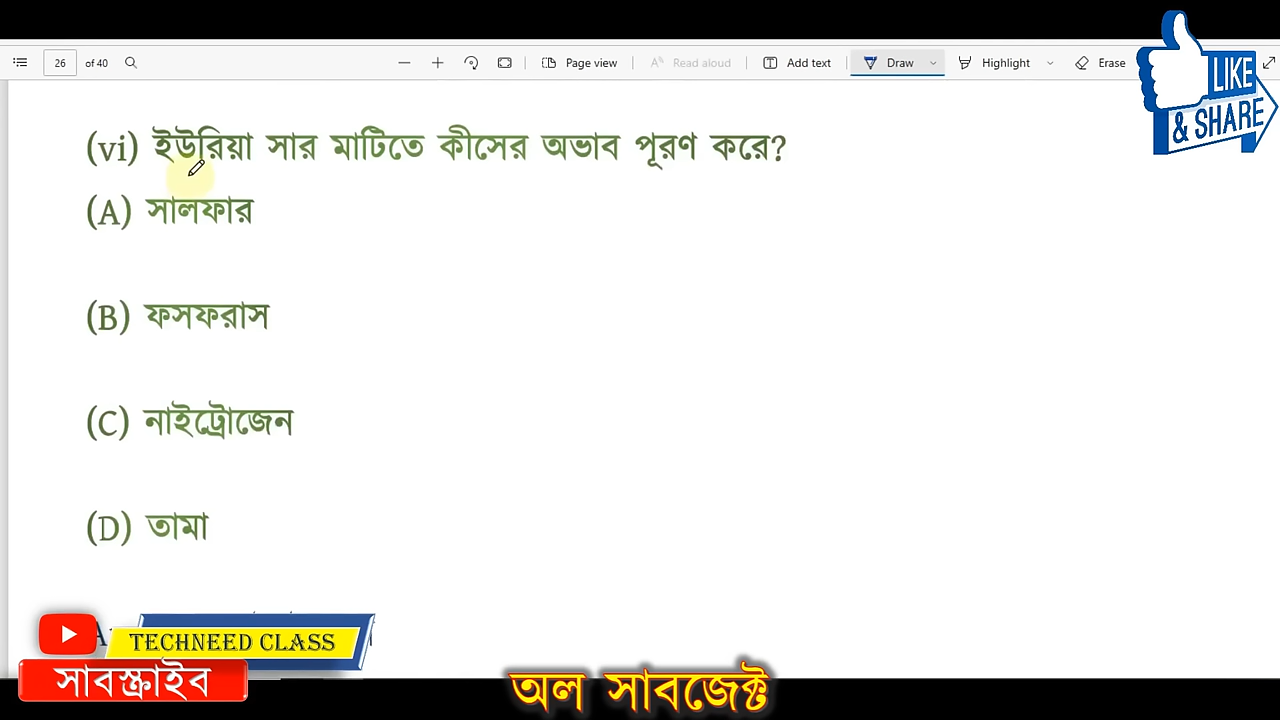 26 of 40 Page view Read aloud Add text Draw Highlight Erase
LIKE
& SHARE
(vi) ইউরিয়া সার মাটিতে কীসের অভাব পূরণ করে?
(A) সালফার
(B) ফসফরাস
(C) নাইট্রোজেন
(D) তামা
TECHNEED CLASS
সাবস্ক্রাইব
অল সাবজেক্ট